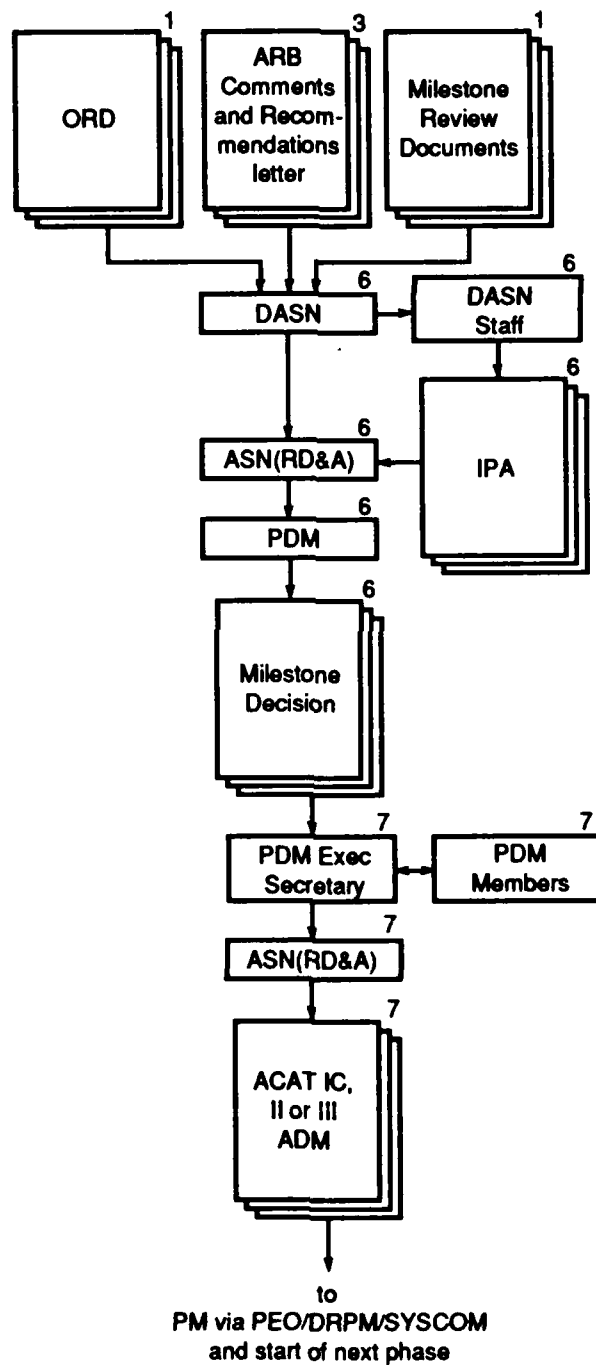 1
3
1
ORD
ARB
Comments
and Recom-
mendations
letter
Milestone
Review
Documents
6
DASN
6
DASN
Staff
6
ASN(RD&A)
6
IPA
6
PDM
6
Milestone
Decision
7
PDM Exec
Secretary
7
PDM
Members
7
ASN(RD&A)
7
ACAT IC,
II or III
ADM
to
PM via PEO/DRPM/SYSCOM
and start of next phase